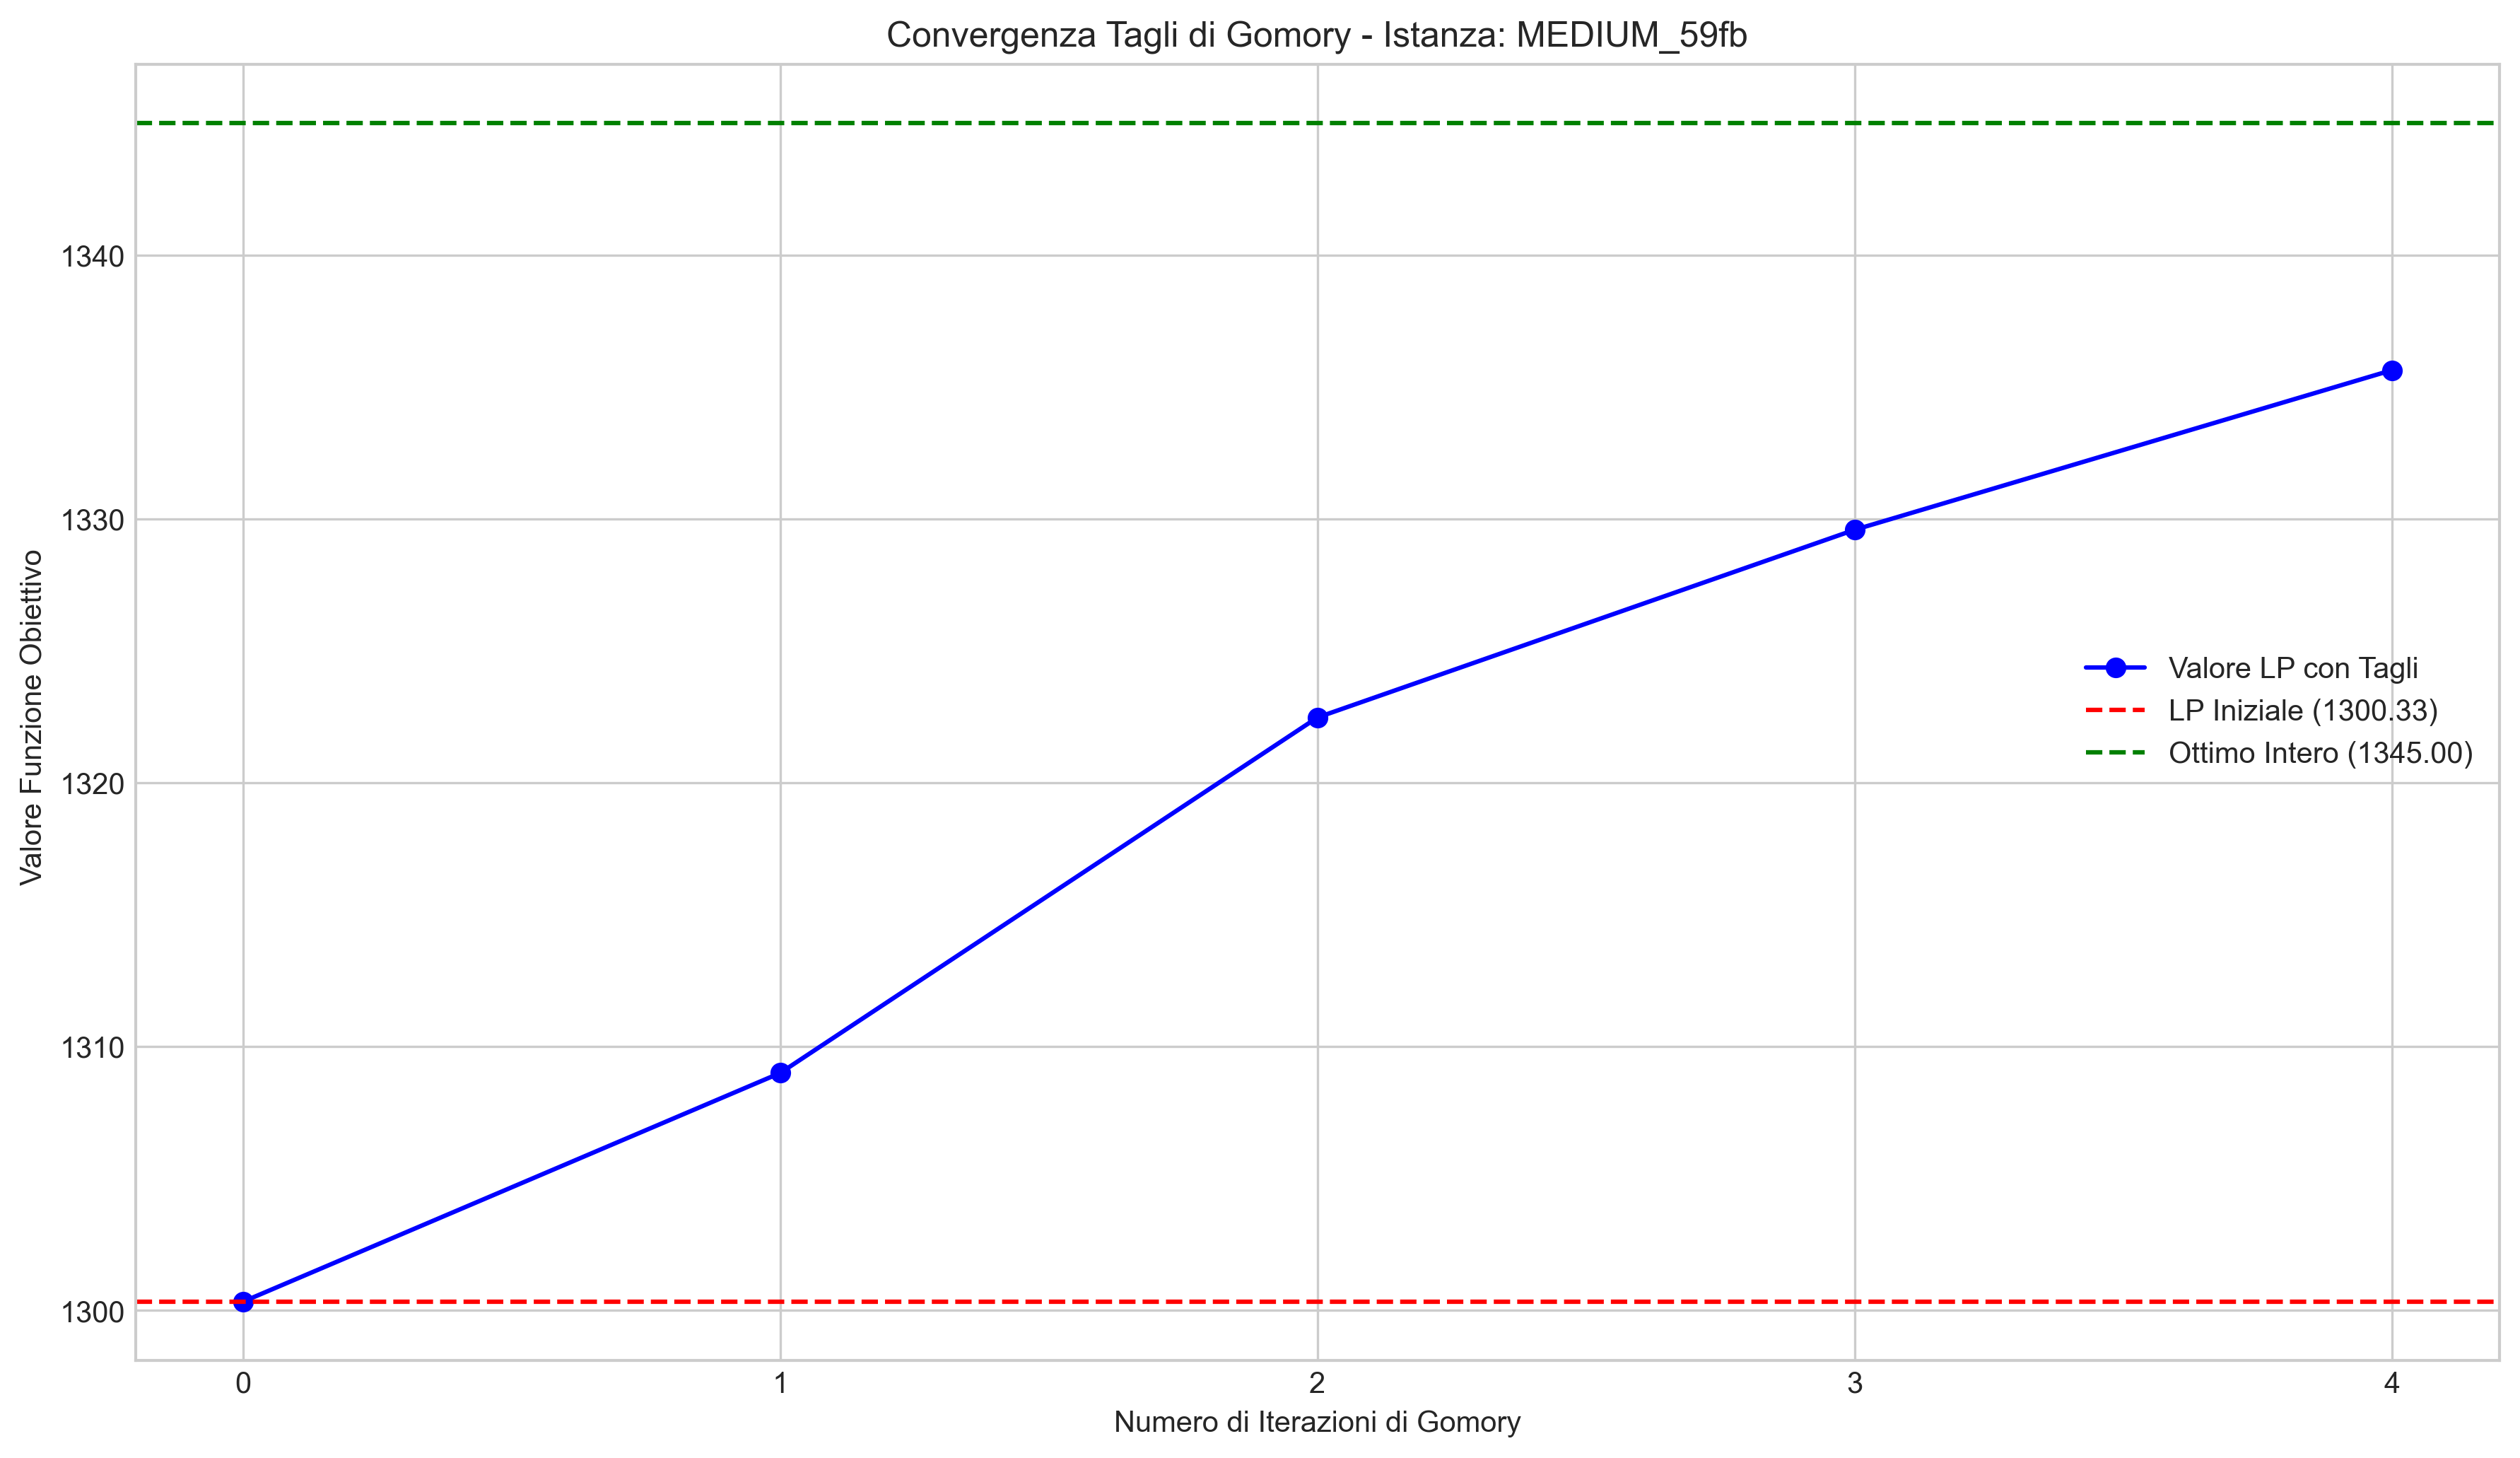 Convergenza Tagli di Gomory - Istanza: MEDIUM_59fb
Valore Funzione Obiettivo
1340
1330
1320
1310
1300
Valore LP con Tagli
LP Iniziale (1300.33)
Ottimo Intero (1345.00)
0 1 2 3 4
Numero di Iterazioni di Gomory